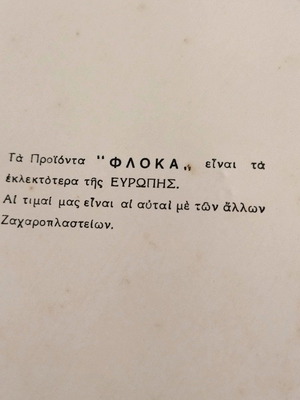 Τὰ Προϊόντα "ΦΛΟΚΑ„ εἶναι τὰ
ἐκλεκτότερα τῆς ΕΥΡΩΠΗΣ.
Αἱ τιμαί μας εἶναι αἱ αὐταὶ μὲ τῶν ἄλλων
Ζαχαροπλαστείων.